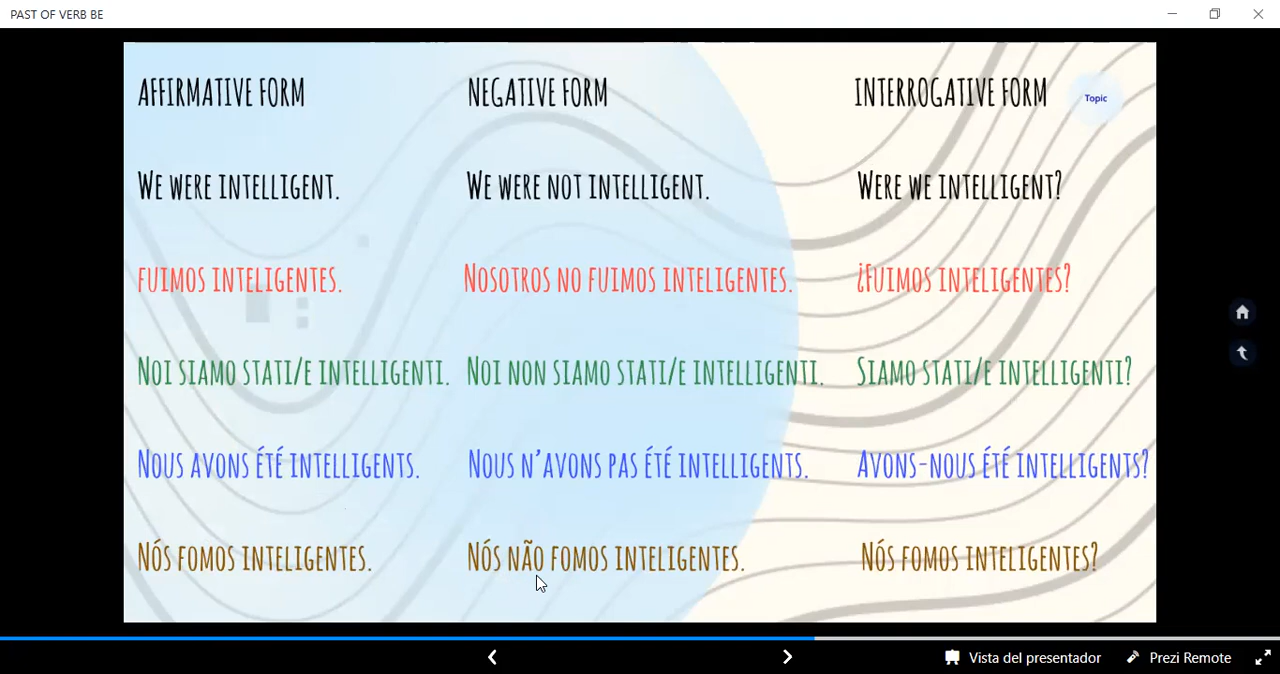 PAST OF VERB BE
AFFIRMATIVE FORM NEGATIVE FORM INTERROGATIVE FORM Topic
WE WERE INTELLIGENT. WE WERE NOT INTELLIGENT. WERE WE INTELLIGENT?
FUIMOS INTELIGENTES. NOSOTROS NO FUIMOS INTELIGENTES. ¿FUIMOS INTELIGENTES?
NOI SIAMO STATI/E INTELLIGENTI. NOI NON SIAMO STATI/E INTELLIGENTI. SIAMO STATI/E INTELLIGENTI?
NOUS AVONS ÉTÉ INTELLIGENTS. NOUS N'AVONS PAS ÉTÉ INTELLIGENTS. AVONS-NOUS ÉTÉ INTELLIGENTS?
NÓS FOMOS INTELIGENTES. NÓS NÃO FOMOS INTELIGENTES. NÓS FOMOS INTELIGENTES?
Vista del presentador Prezi Remote